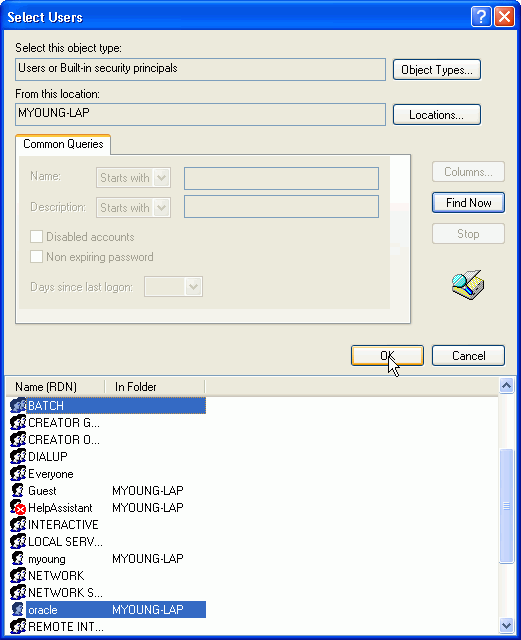 Select Users
Select this object type:
Users or Built-in security principals
Object Types...
From this location:
MYOUNG-LAP
Locations...
Common Queries
Name:
Starts with
Columns...
Description:
Starts with
Find Now
Disabled accounts
Stop
Non expiring password
Days since last logon:
OK
Cancel
Name (RDN) In Folder
BATCH
CREATOR G...
CREATOR O...
DIALUP
Everyone
Guest MYOUNG-LAP
HelpAssistant MYOUNG-LAP
INTERACTIVE
LOCAL SERV...
myoung MYOUNG-LAP
NETWORK
NETWORK S...
oracle MYOUNG-LAP
REMOTE INT...